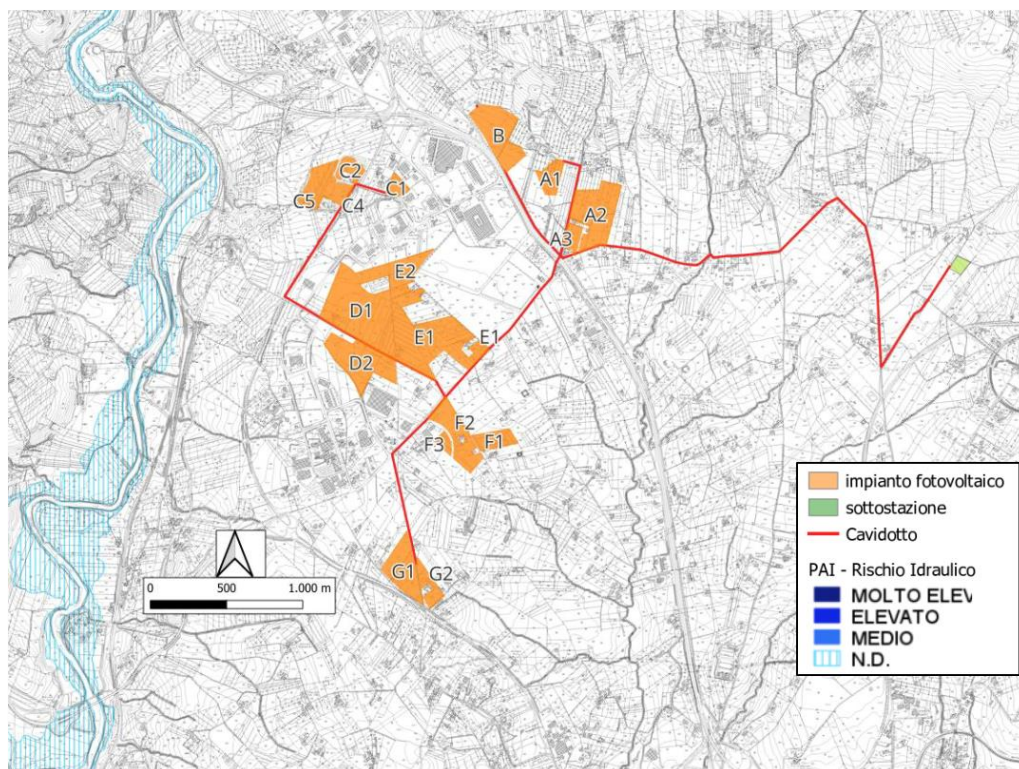 B
C2
C1
A1
C5
C4
A2
A3
E2
D1
E1
E1
D2
F2
F1
F3
G1
G2
0
500
1.000 m
impianto fotovoltaico
sottostazione
Cavidotto
PAI - Rischio Idraulico
MOLTO ELEV
ELEVATO
MEDIO
N.D.